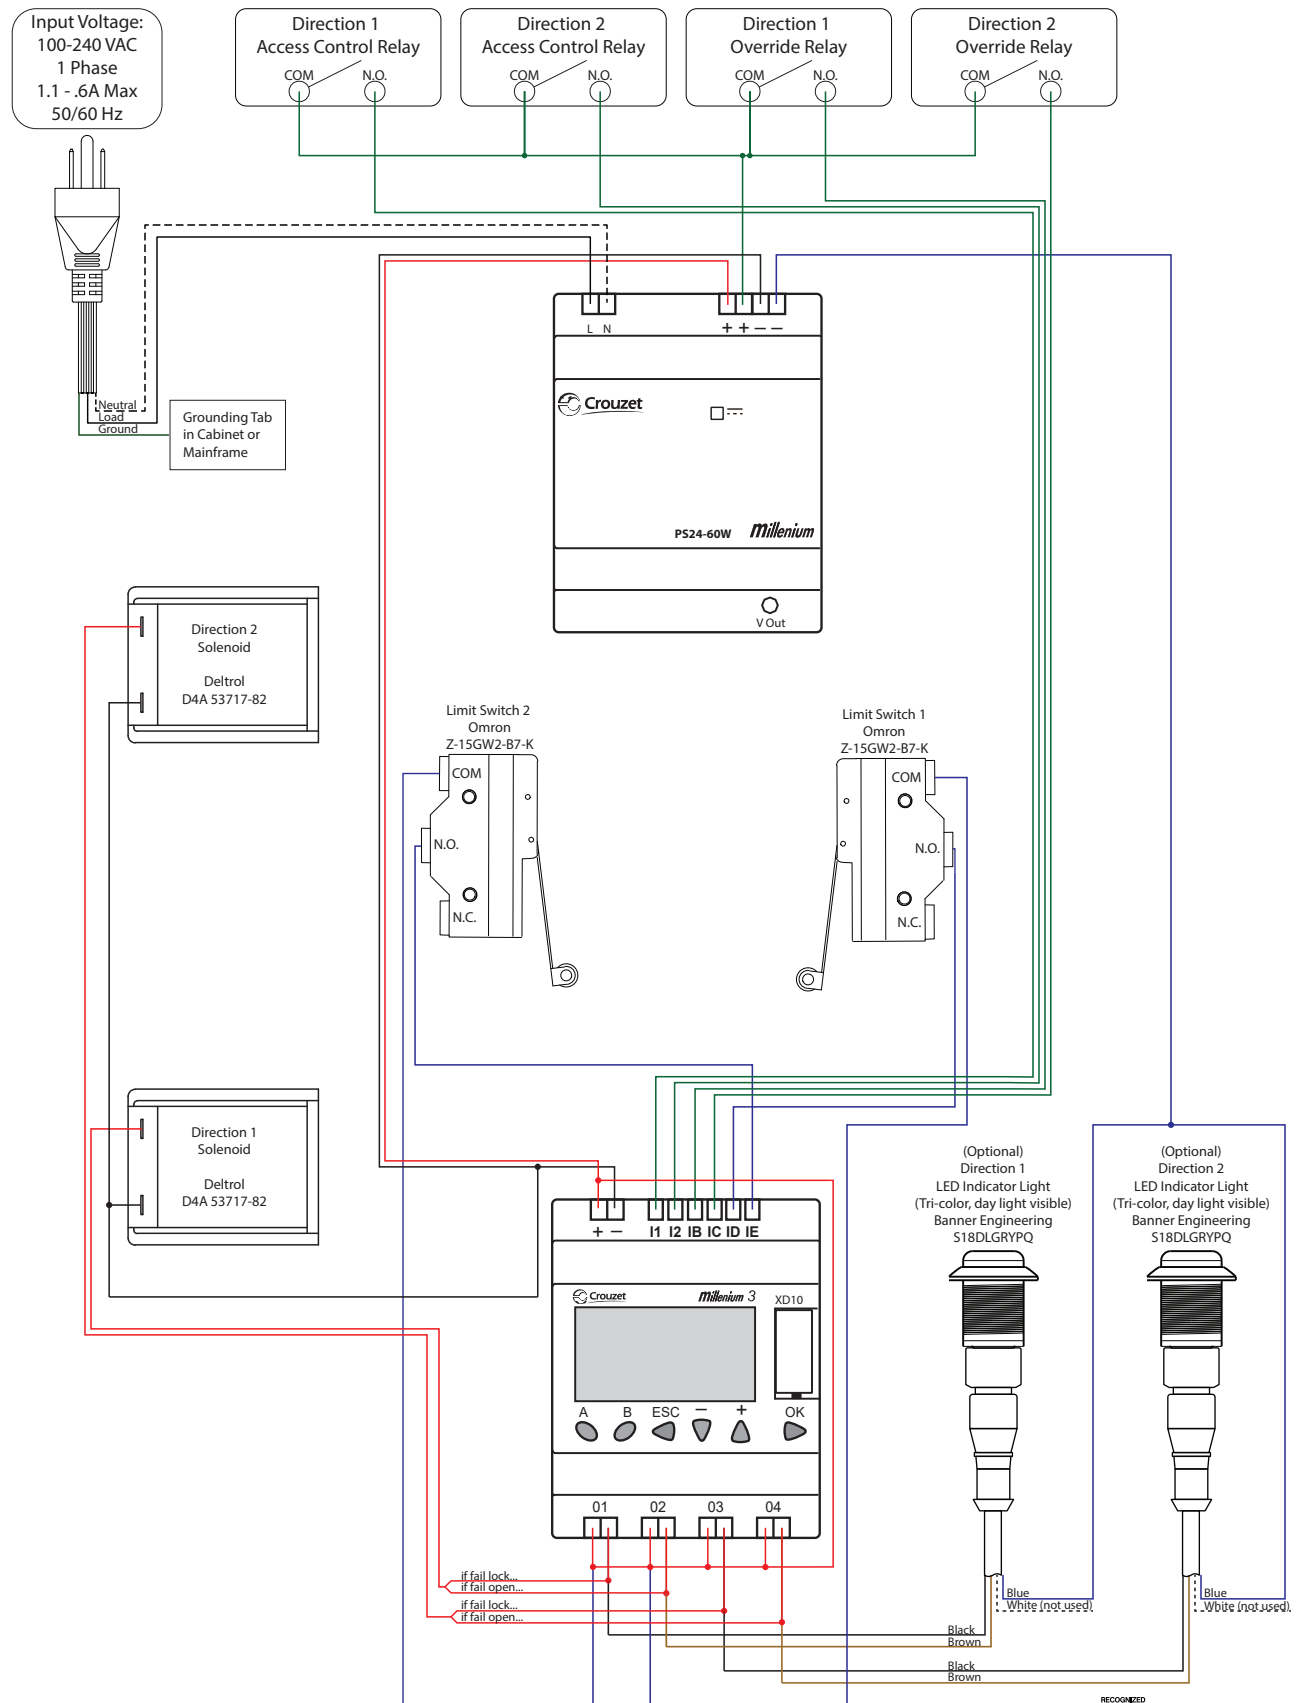 Input Voltage:
100-240 VAC
1 Phase
1.1 - .6A Max
50/60 Hz
Direction 1
Access Control Relay
COM N.O.
Direction 2
Access Control Relay
COM N.O.
Direction 1
Override Relay
COM N.O.
Direction 2
Override Relay
COM N.O.
L N
+ + — —
Neutral
Load
Ground
Grounding Tab
in Cabinet or
Mainframe
Crouzet
PS24-60W Millenium
V Out
Direction 2
Solenoid
Deltrol
D4A 53717-82
Limit Switch 2
Omron
Z-15GW2-B7-K
COM
N.O.
N.C.
Limit Switch 1
Omron
Z-15GW2-B7-K
COM
N.O.
N.C.
Direction 1
Solenoid
Deltrol
D4A 53717-82
+ — I1 I2 IB IC ID IE
Crouzet Millenium 3 XD10
A B ESC — + OK
01 02 03 04
(Optional)
Direction 1
LED Indicator Light
(Tri-color, day light visible)
Banner Engineering
S18DLGRYPQ
(Optional)
Direction 2
LED Indicator Light
(Tri-color, day light visible)
Banner Engineering
S18DLGRYPQ
if fail lock...
if fail open...
if fail lock...
if fail open...
Blue
White (not used)
Blue
White (not used)
Black
Brown
Black
Brown
RECOGNIZED